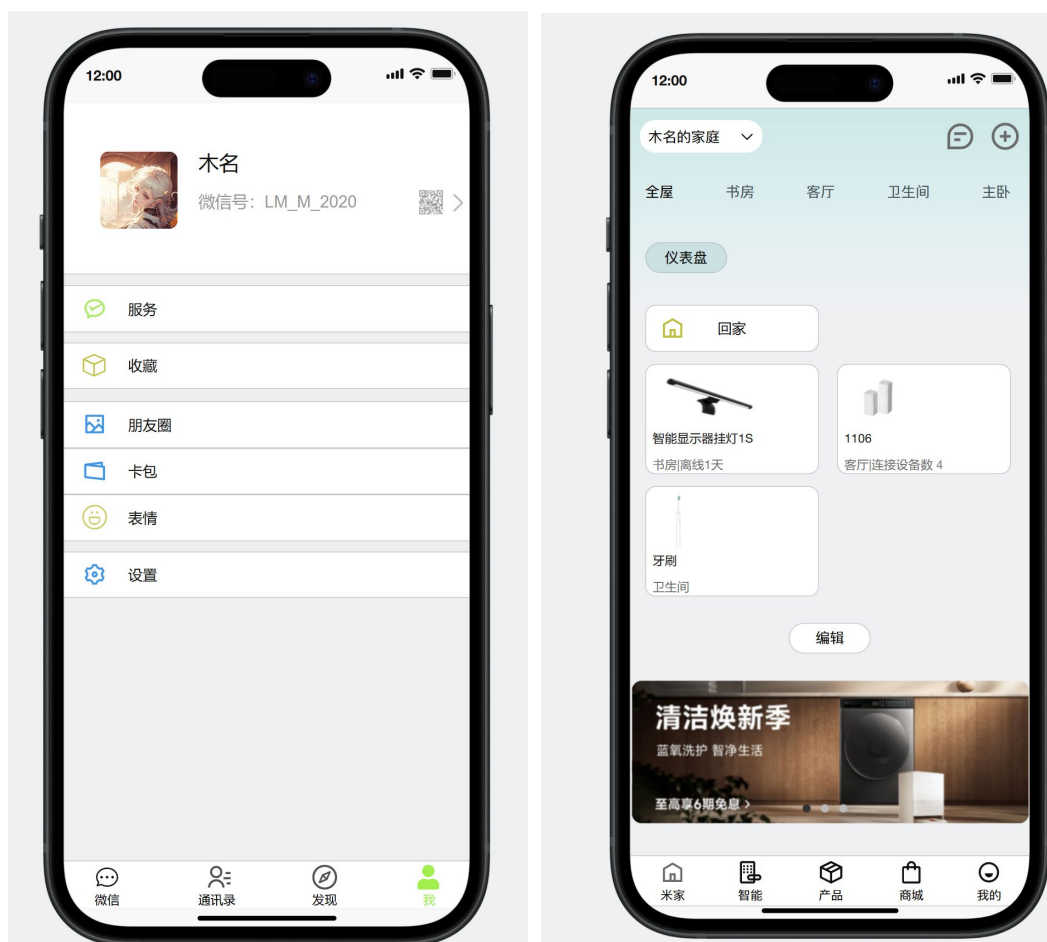 12:00
木名
微信号：LM_M_2020
服务
收藏
朋友圈
卡包
表情
设置
微信
通讯录
发现
我
12:00
木名的家庭
全屋 书房 客厅 卫生间 主卧
仪表盘
回家
智能显示器挂灯1S
书房|离线1天
1106
客厅|连接设备数 4
牙刷
卫生间
编辑
清洁焕新季
蓝氧洗护 智净生活
至高享6期免息 >
米家
智能
产品
商城
我的